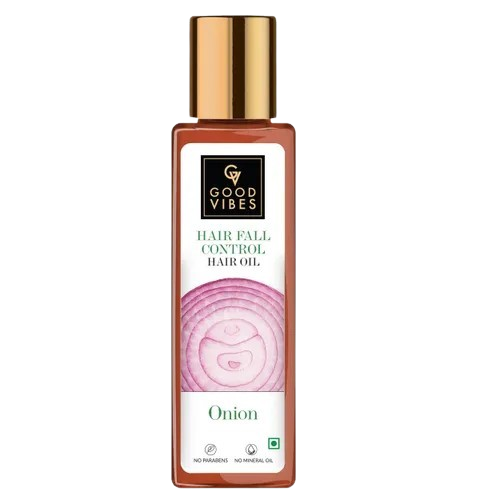 GV
GOOD
VIBES
HAIR FALL
CONTROL
HAIR OIL
Onion
NO PARABENS
NO MINERAL OIL